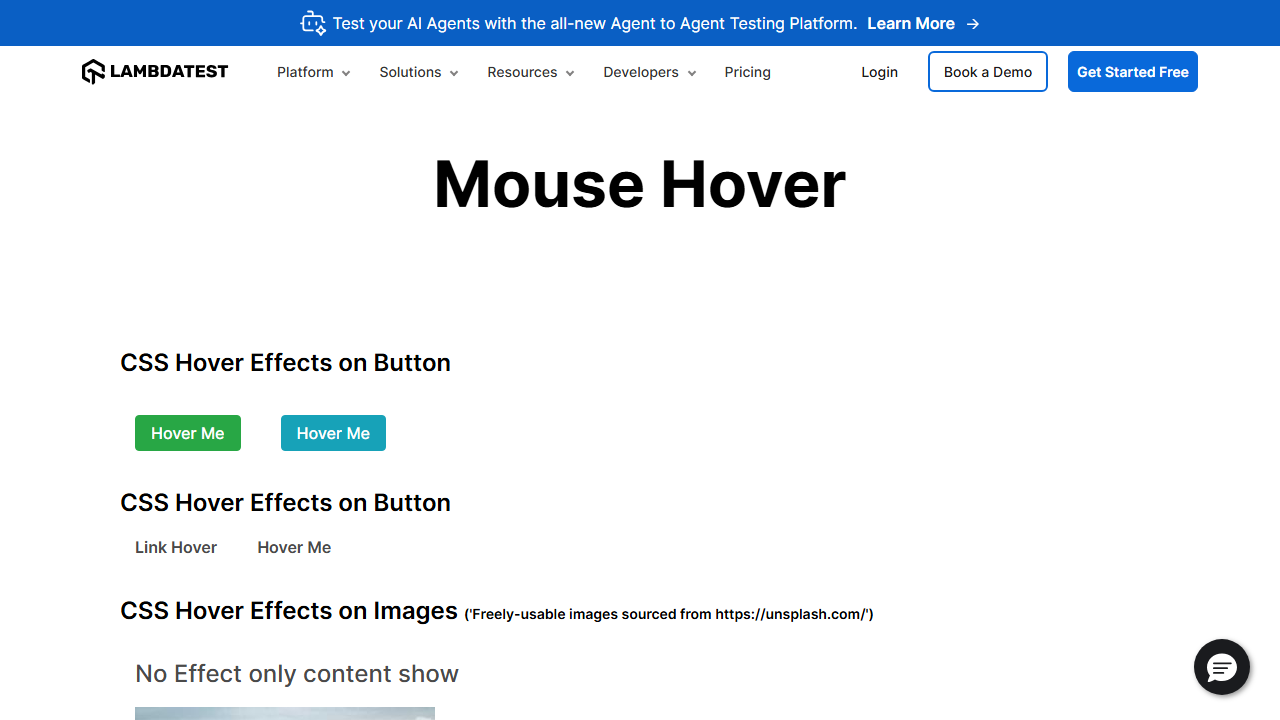 Test your AI Agents with the all-new Agent to Agent Testing Platform. Learn More →
LAMBDATEST Platform Solutions Resources Developers Pricing Login Book a Demo Get Started Free
Mouse Hover
CSS Hover Effects on Button
Hover Me Hover Me
CSS Hover Effects on Button
Link Hover Hover Me
CSS Hover Effects on Images ('Freely-usable images sourced from https://unsplash.com/')
No Effect only content show